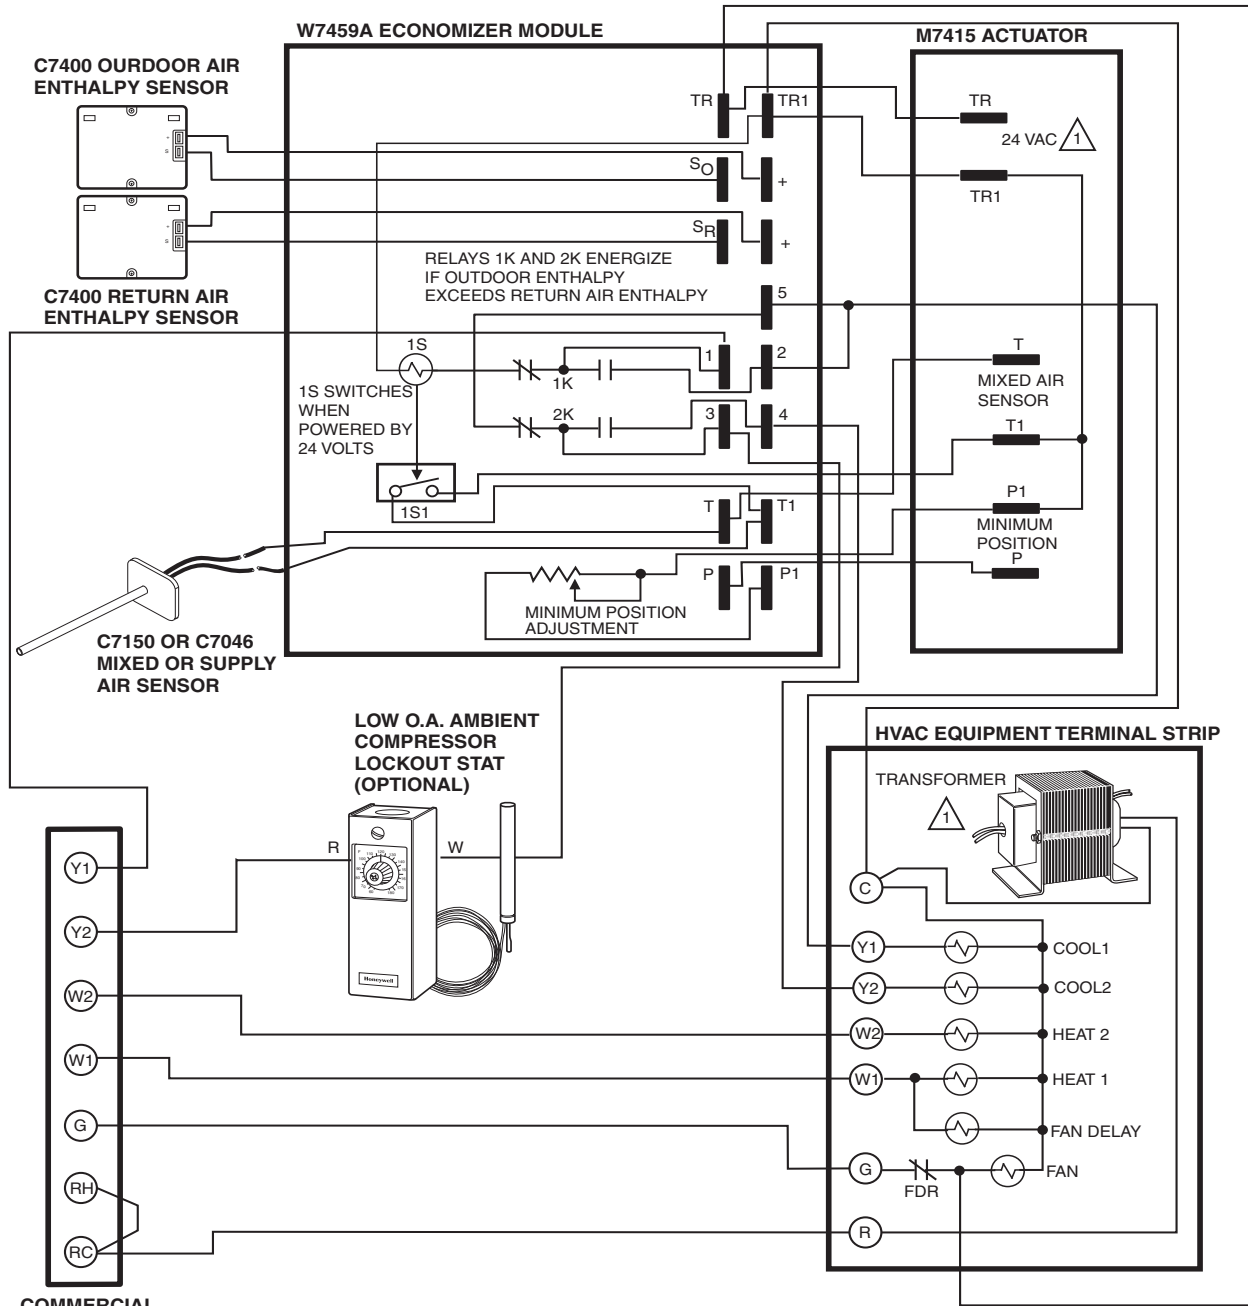 W7459A ECONOMIZER MODULE
M7415 ACTUATOR
C7400 OURDOOR AIR
ENTHALPY SENSOR
+
S
+
S
C7400 RETURN AIR
ENTHALPY SENSOR
TR
TR1
SO
+
SR
+
RELAYS 1K AND 2K ENERGIZE
IF OUTDOOR ENTHALPY
EXCEEDS RETURN AIR ENTHALPY
5
1S
1
2
1K
1S SWITCHES
WHEN
POWERED BY
24 VOLTS
2K
3
4
1S1
T
T1
P
P1
MINIMUM POSITION
ADJUSTMENT
TR
24 VAC 1
TR1
T
MIXED AIR
SENSOR
T1
P1
MINIMUM
POSITION
P
C7150 OR C7046
MIXED OR SUPPLY
AIR SENSOR
LOW O.A. AMBIENT
COMPRESSOR
LOCKOUT STAT
(OPTIONAL)
R
W
Honeywell
HVAC EQUIPMENT TERMINAL STRIP
TRANSFORMER
1
C
Y1
COOL1
Y2
COOL2
W2
HEAT 2
W1
HEAT 1
FAN DELAY
G
FDR
FAN
R
Y1
Y2
W2
W1
G
RH
RC
COMMERCIAL